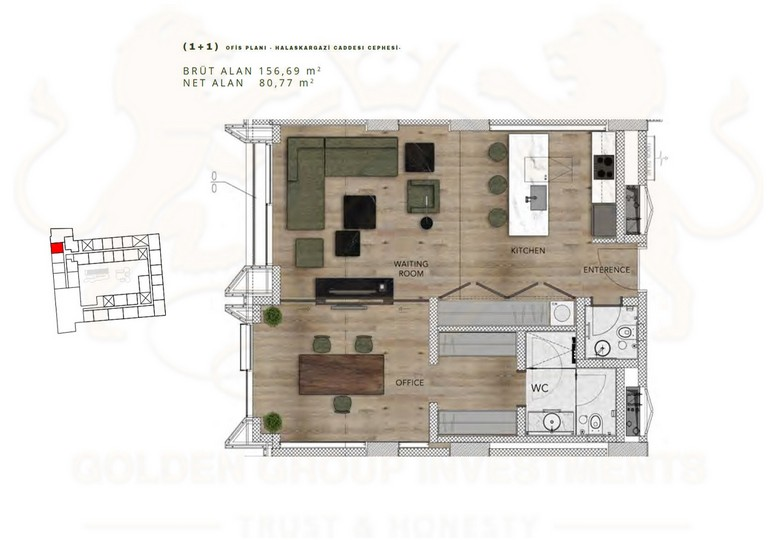 (1+1) OFİS PLANI - HALASKARGAZİ CADDESİ CEPHESİ-
BRÜT ALAN 156,69 m²
NET ALAN 80,77 m²
WAITING
ROOM
KITCHEN
ENTERENCE
OFFICE
WC
GOLDEN GROUP INVESTMENTS
TRUST & HONESTY